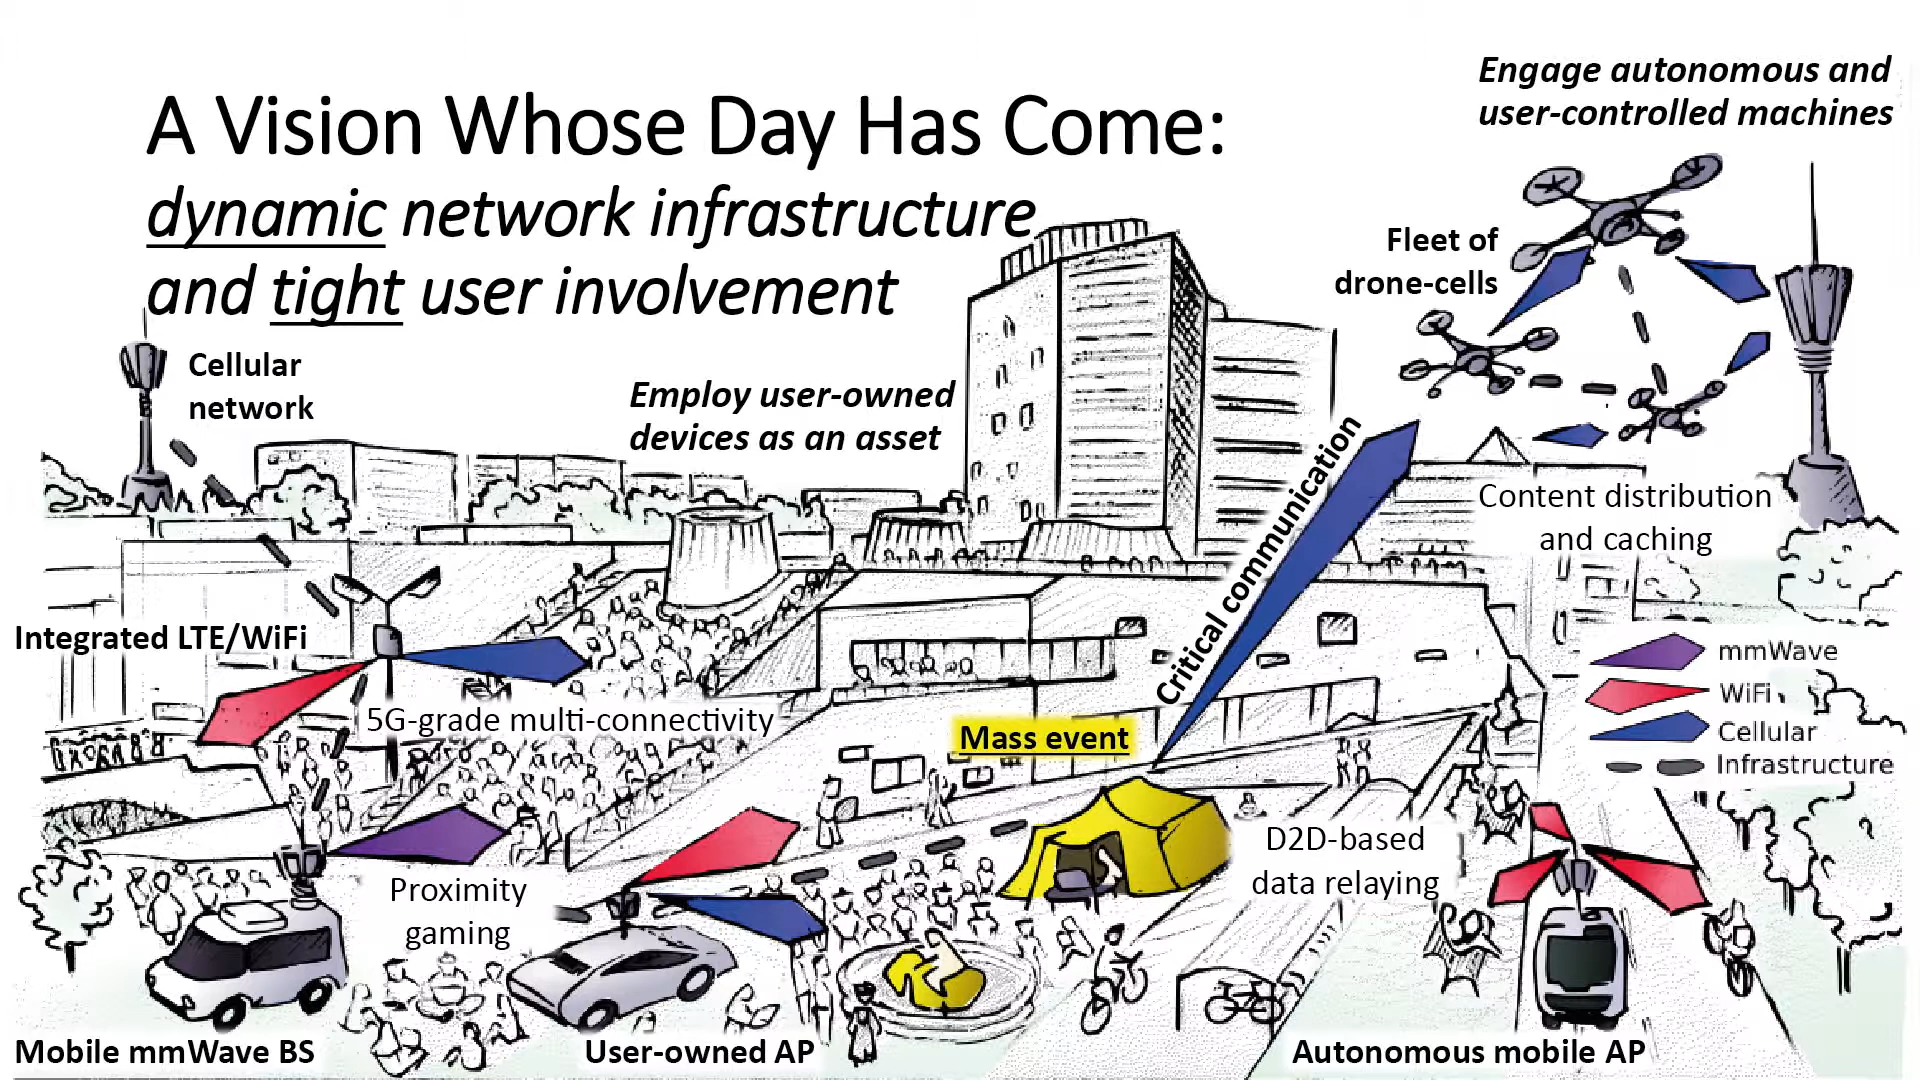 A Vision Whose Day Has Come:
dynamic network infrastructure
and tight user involvement
Engage autonomous and
user-controlled machines
Fleet of
drone-cells
Cellular
network
Employ user-owned
devices as an asset
Critical communication
Content distribution
and caching
Integrated LTE/WiFi
5G-grade multi-connectivity
Mass event
mmWave
WiFi
Cellular
Infrastructure
D2D-based
data relaying
Proximity
gaming
Mobile mmWave BS
User-owned AP
Autonomous mobile AP